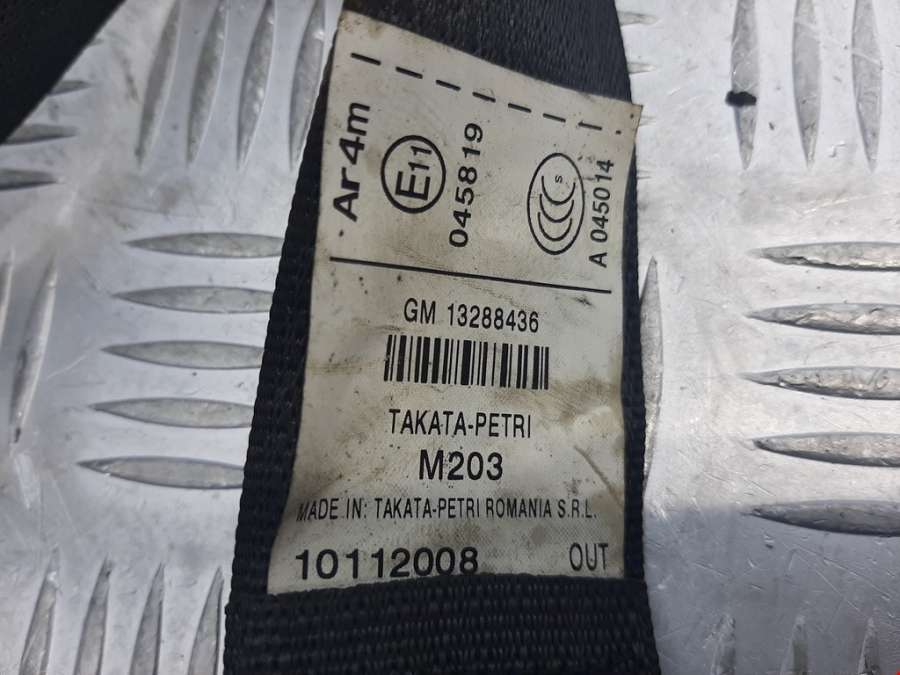 Ar4m
E11
045819
S
A 045014
GM 13288436
TAKATA-PETRI
M203
MADE IN: TAKATA-PETRI ROMANIA S.R.L.
10112008 OUT